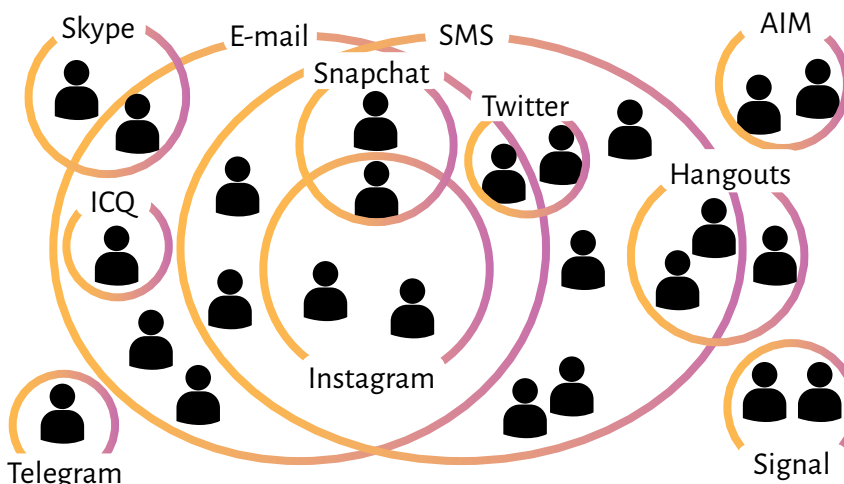 Skype
E-mail
SMS
AIM
Snapchat
Twitter
Hangouts
ICQ
Instagram
Telegram
Signal